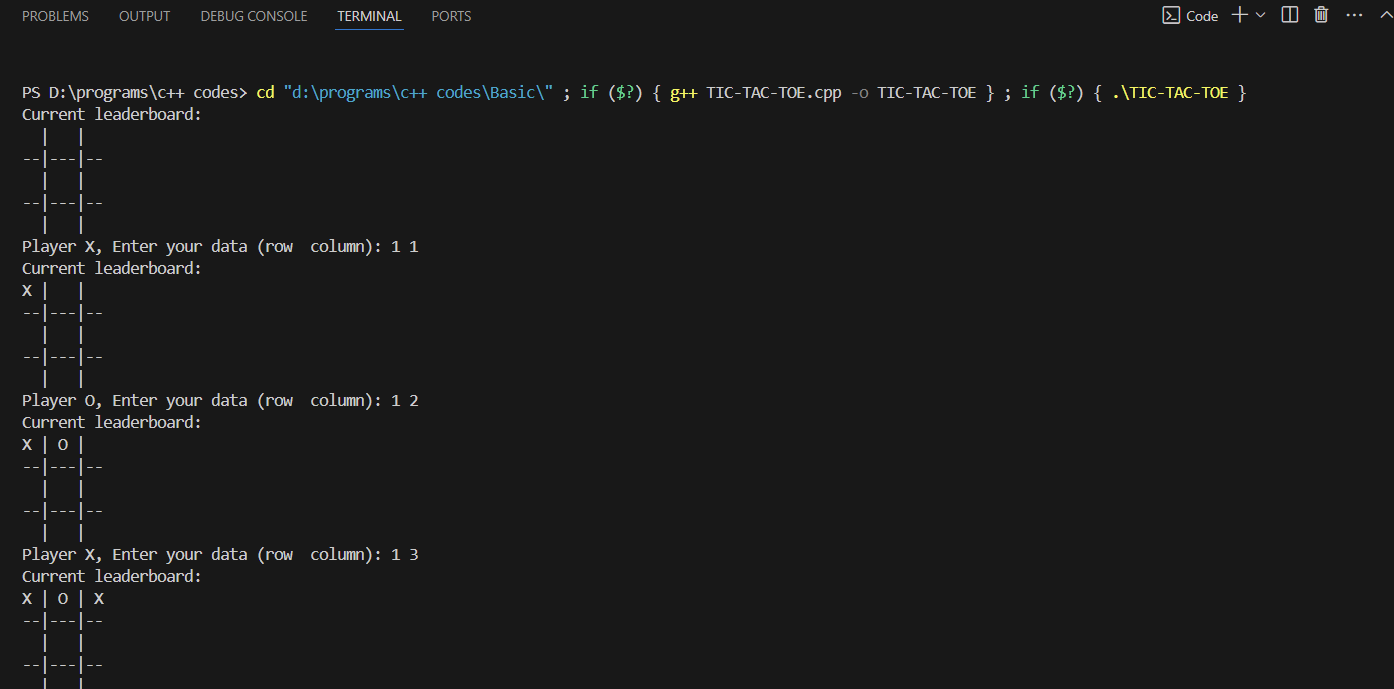 PROBLEMS OUTPUT DEBUG CONSOLE TERMINAL PORTS Code
PS D:\programs\c++ codes> cd "d:\programs\c++ codes\Basic\" ; if ($?) { g++ TIC-TAC-TOE.cpp -o TIC-TAC-TOE } ; if ($?) { .\TIC-TAC-TOE }
Current leaderboard:
  |   |
--|---|--
  |   |
--|---|--
  |   |
Player X, Enter your data (row  column): 1 1
Current leaderboard:
X |   |
--|---|--
  |   |
--|---|--
  |   |
Player O, Enter your data (row  column): 1 2
Current leaderboard:
X | O |
--|---|--
  |   |
--|---|--
  |   |
Player X, Enter your data (row  column): 1 3
Current leaderboard:
X | O | X
--|---|--
  |   |
--|---|--
  |   |